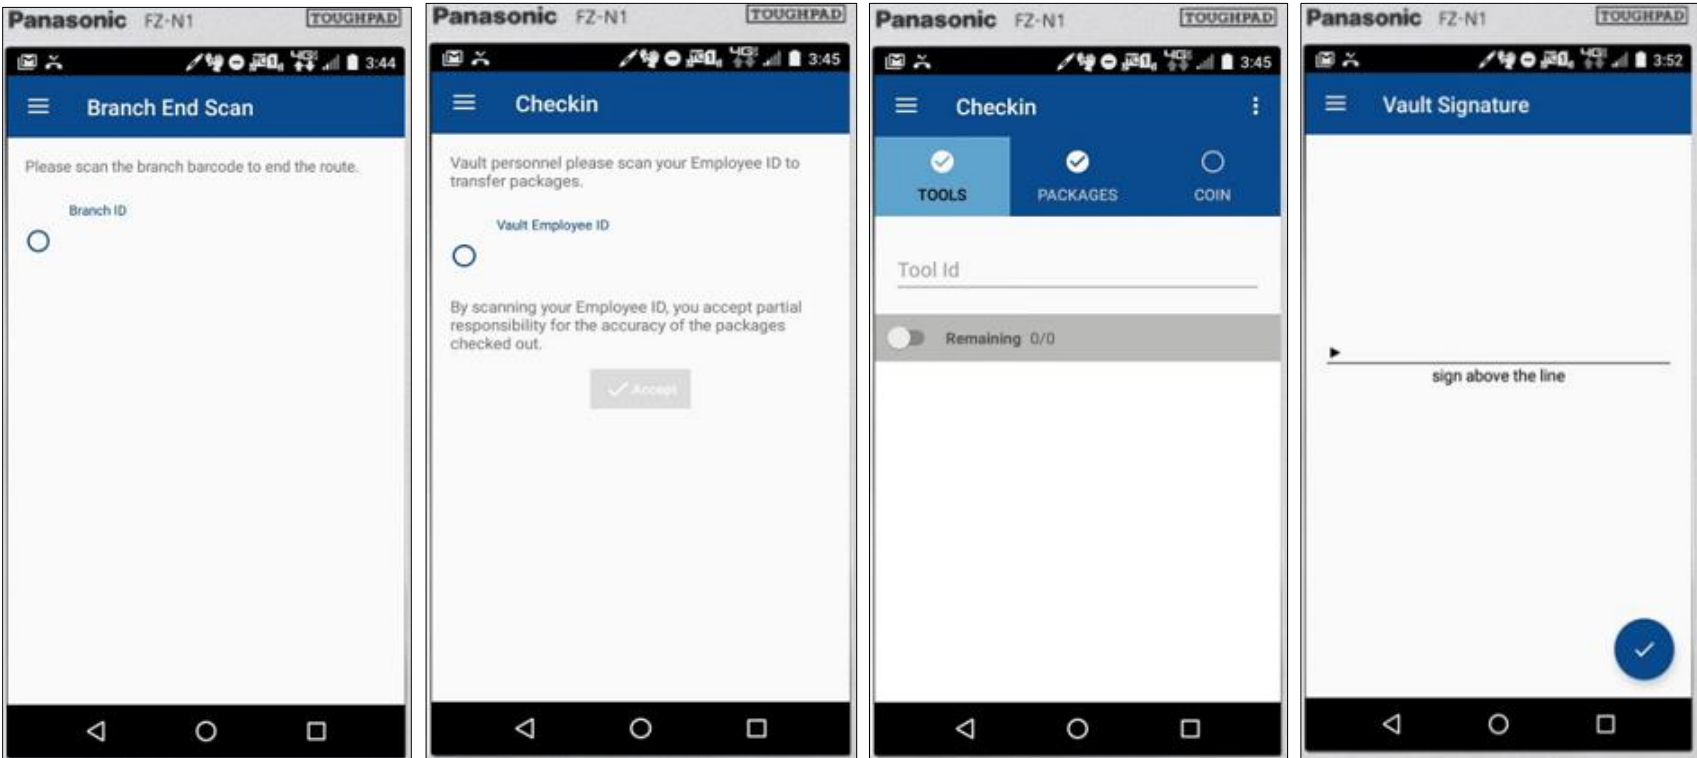 Panasonic FZ-N1 TOUGHPAD
3:44
Branch End Scan
Please scan the branch barcode to end the route.
Branch ID
Panasonic FZ-N1 TOUGHPAD
3:45
Checkin
Vault personnel please scan your Employee ID to
transfer packages.
Vault Employee ID
By scanning your Employee ID, you accept partial
responsibility for the accuracy of the packages
checked out.
Accept
Panasonic FZ-N1 TOUGHPAD
4G 3:45
Checkin
TOOLS PACKAGES COIN
Tool Id
Remaining 0/0
Panasonic FZ-N1 TOUGHPAD
3:52
Vault Signature
sign above the line